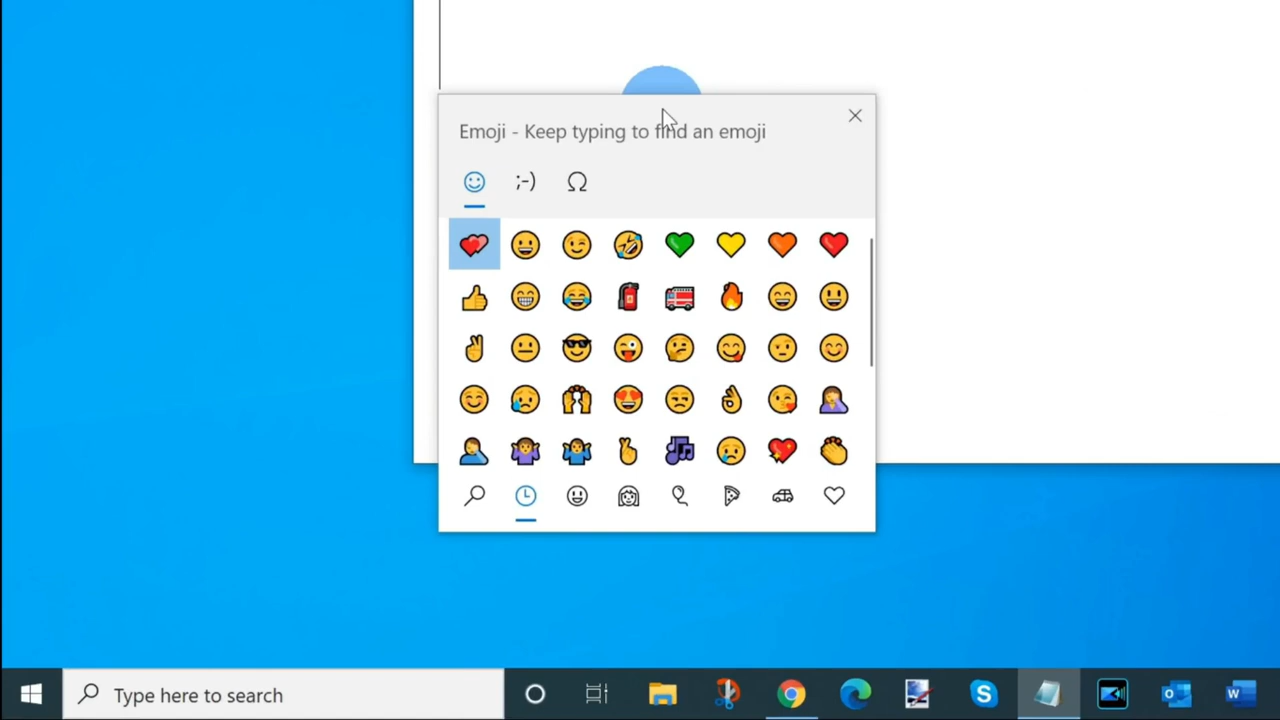 Emoji - Keep typing to find an emoji
;-) Ω
Type here to search
S
W